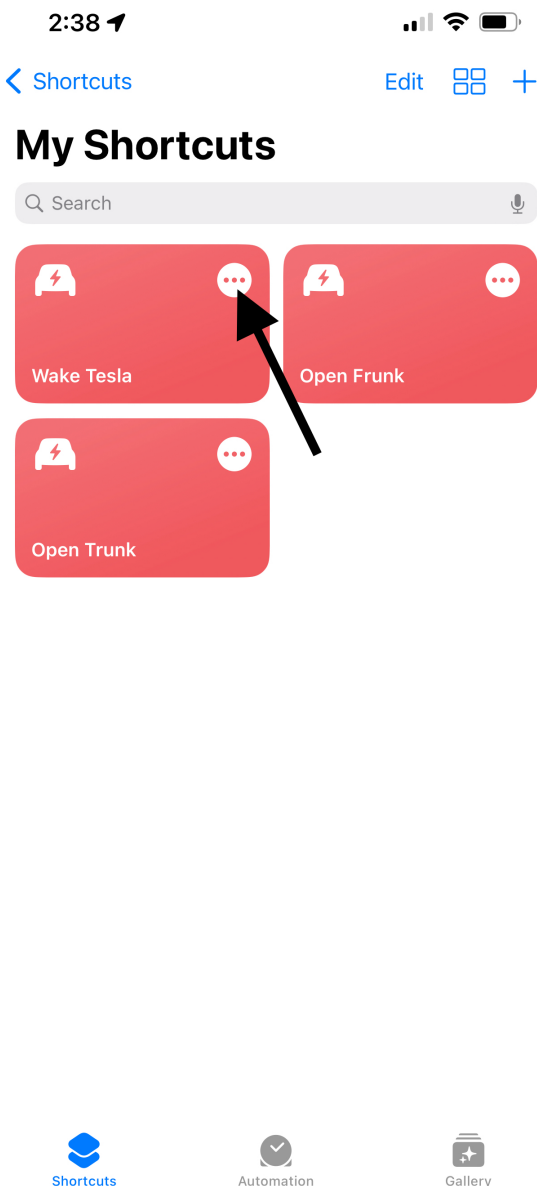 2:38
Shortcuts Edit
My Shortcuts
Search
Wake Tesla Open Frunk
Open Trunk
Shortcuts Automation Gallery